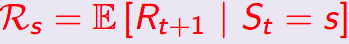 ℛₛ = 𝔼 [Rₜ₊₁ | Sₜ = s]